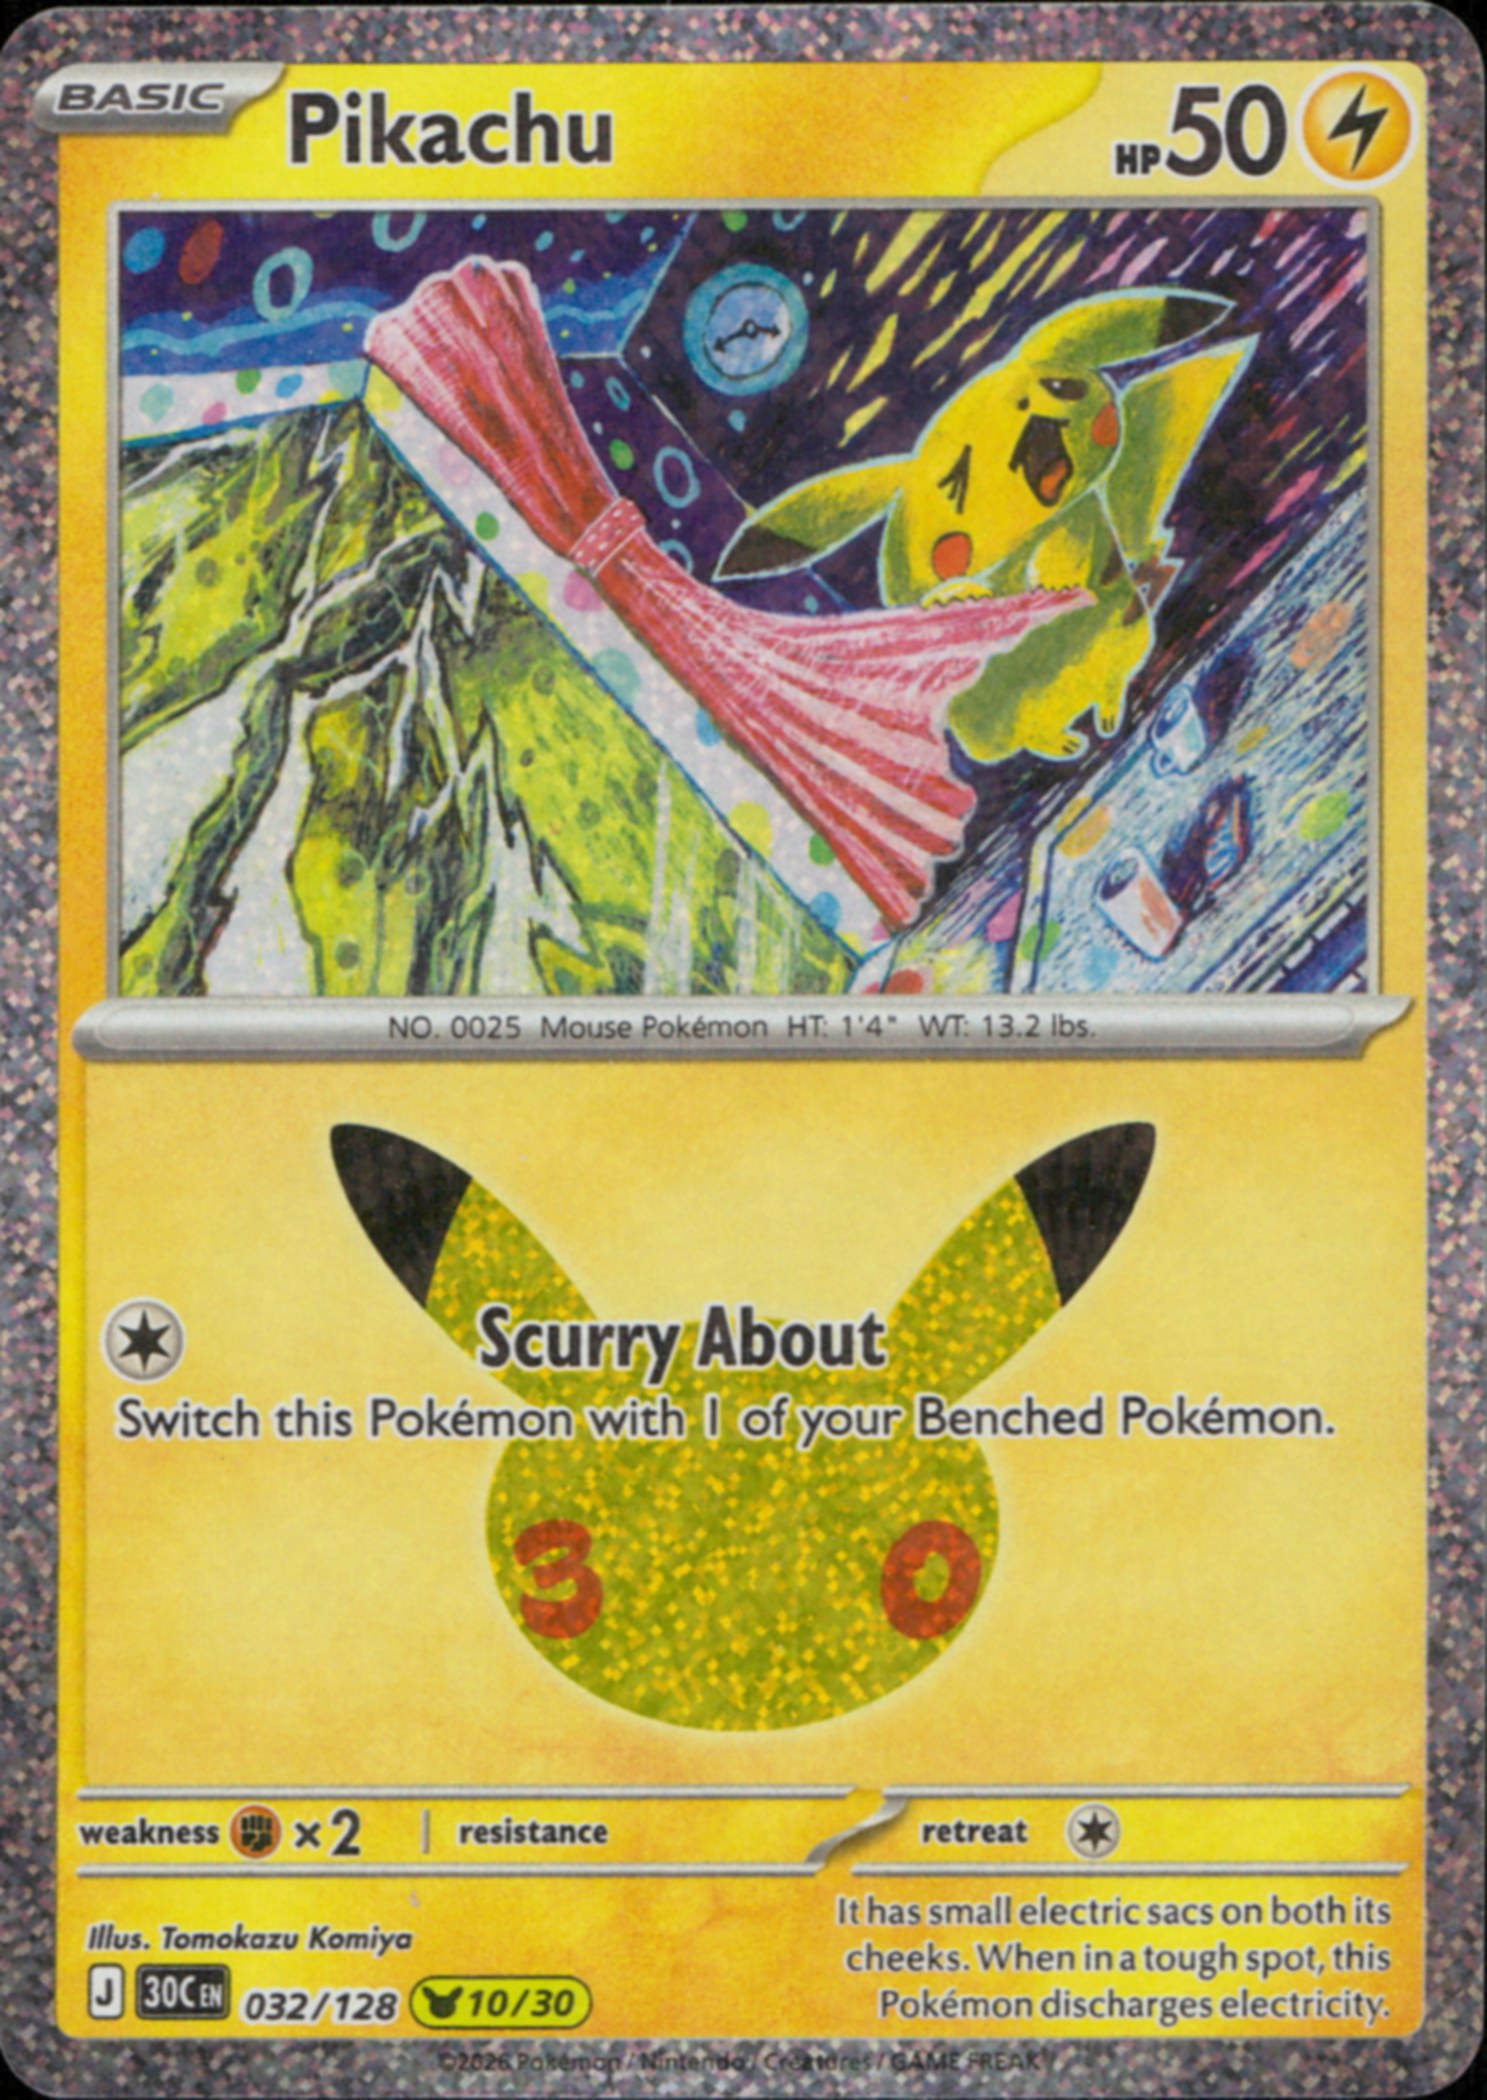 BASIC
Pikachu
HP 50
NO. 0025 Mouse Pokémon HT: 1'4" WT: 13.2 lbs.
Scurry About
Switch this Pokémon with 1 of your Benched Pokémon.
30
weakness ×2 | resistance
retreat
Illus. Tomokazu Komiya
J 30C EN 032/128 10/30
It has small electric sacs on both its
cheeks. When in a tough spot, this
Pokémon discharges electricity.
©2026 Pokémon / Nintendo / Creatures / GAME FREAK